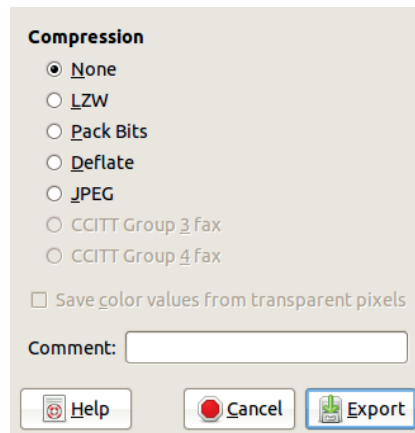 Compression
None
LZW
Pack Bits
Deflate
JPEG
CCITT Group 3 fax
CCITT Group 4 fax
Save color values from transparent pixels
Comment:
Help Cancel Export